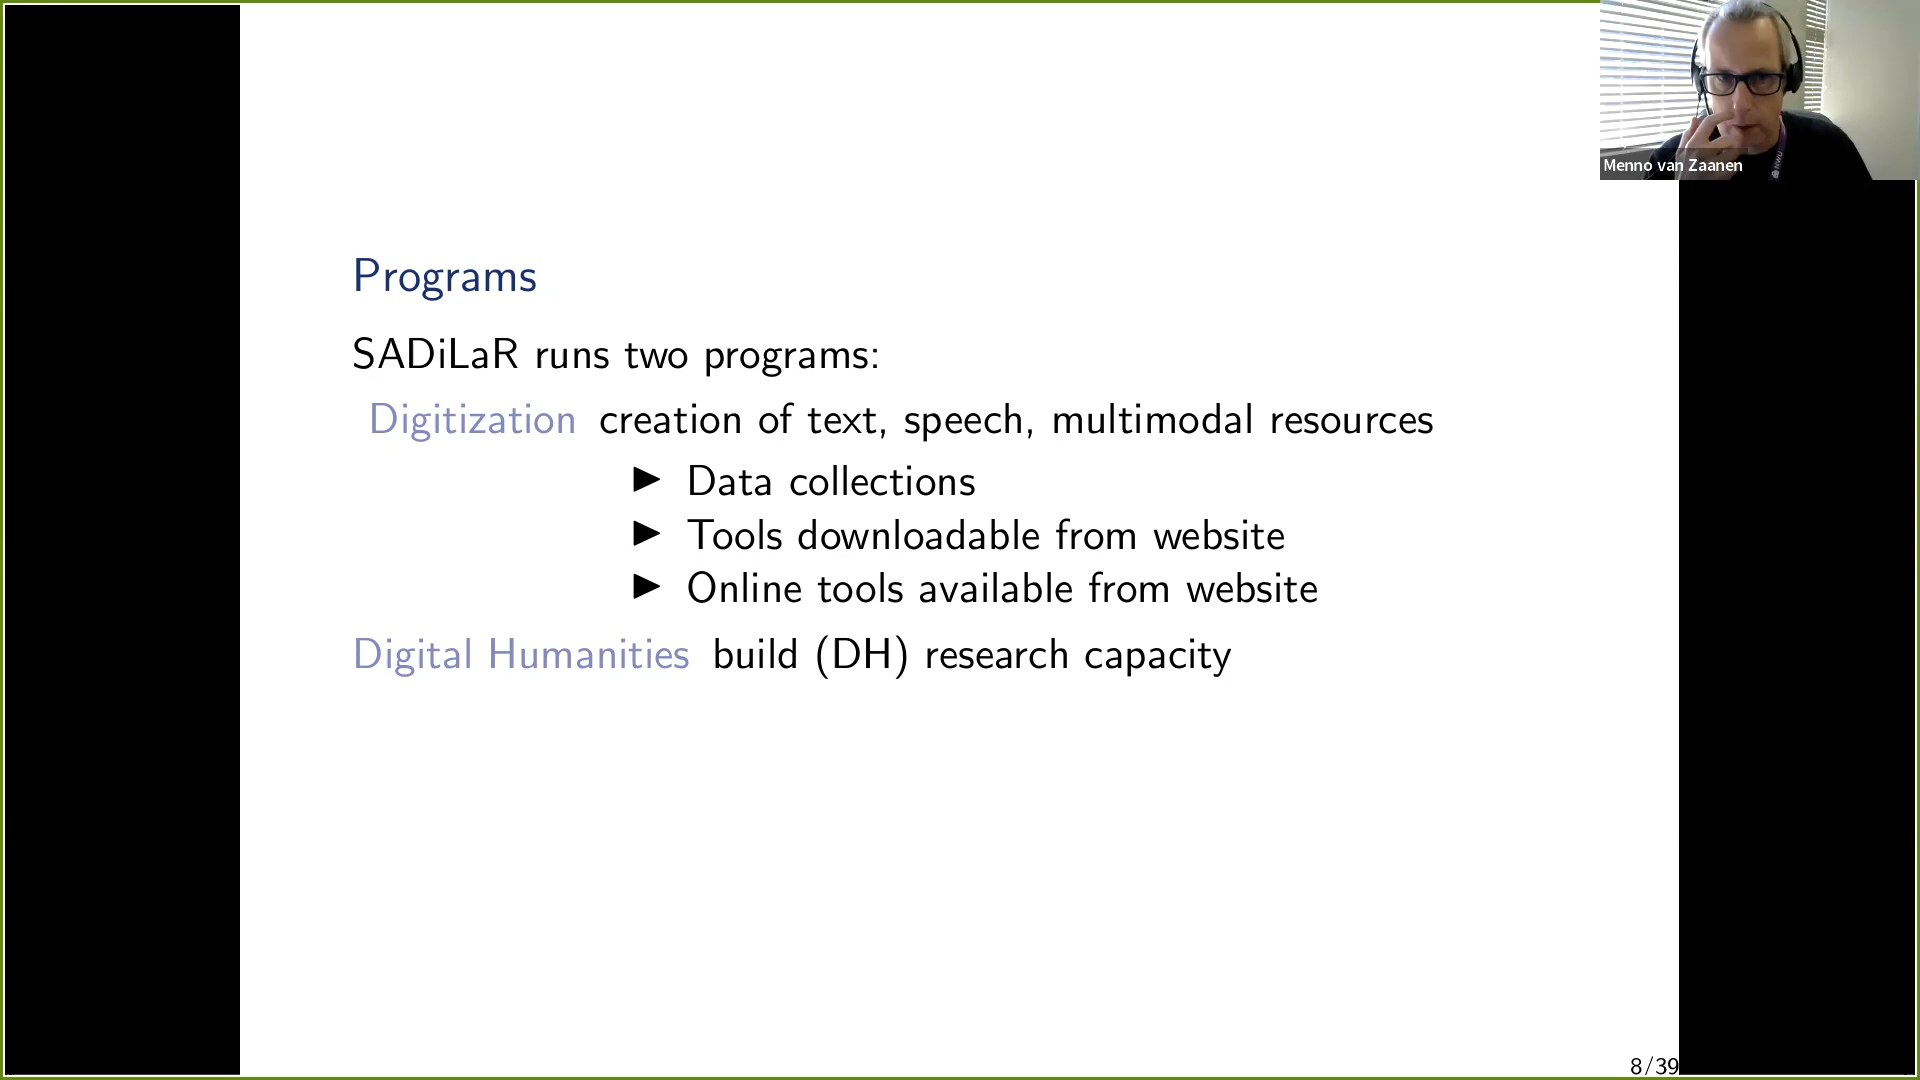 Menno van Zaanen
NWU
Programs
SADiLaR runs two programs:
Digitization creation of text, speech, multimodal resources
▶ Data collections
▶ Tools downloadable from website
▶ Online tools available from website
Digital Humanities build (DH) research capacity
8/39